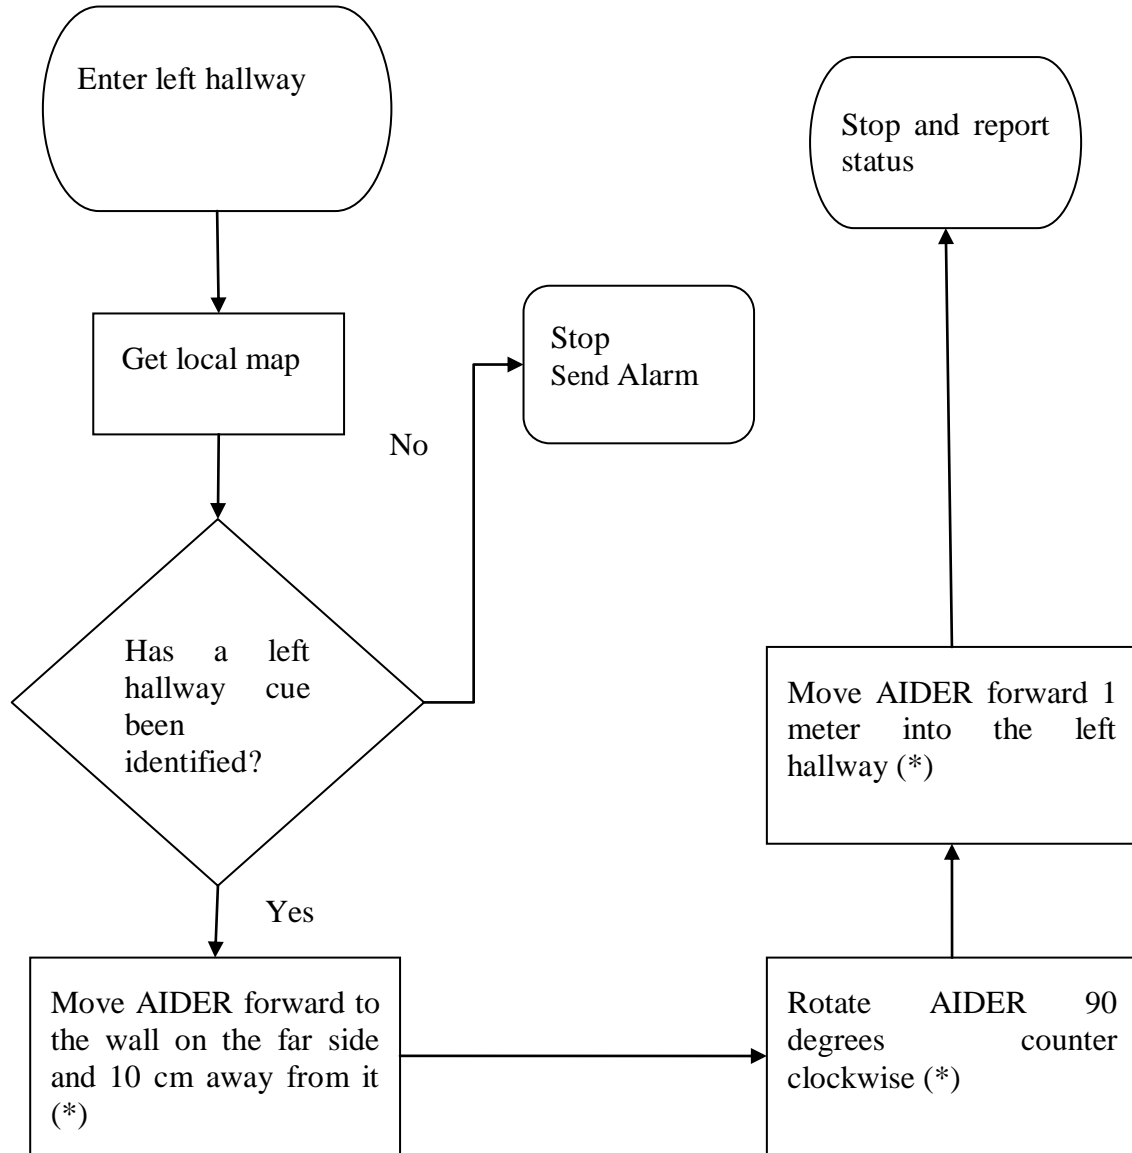 Enter left hallway
Get local map
Has a left
hallway cue
been
identified?
No
Stop
Send Alarm
Yes
Move AIDER forward to
the wall on the far side
and 10 cm away from it
(*)
Rotate AIDER 90
degrees counter
clockwise (*)
Move AIDER forward 1
meter into the left
hallway (*)
Stop and report
status